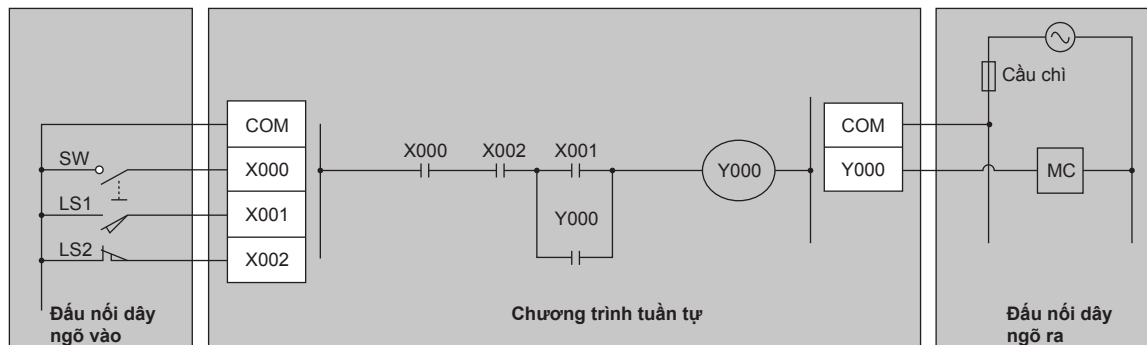 SW
LS1
LS2
Đấu nối dây
ngõ vào
COM
X000
X001
X002
X000
X002
X001
Y000
Y000
Chương trình tuần tự
COM
Y000
Cầu chì
MC
Đấu nối dây
ngõ ra